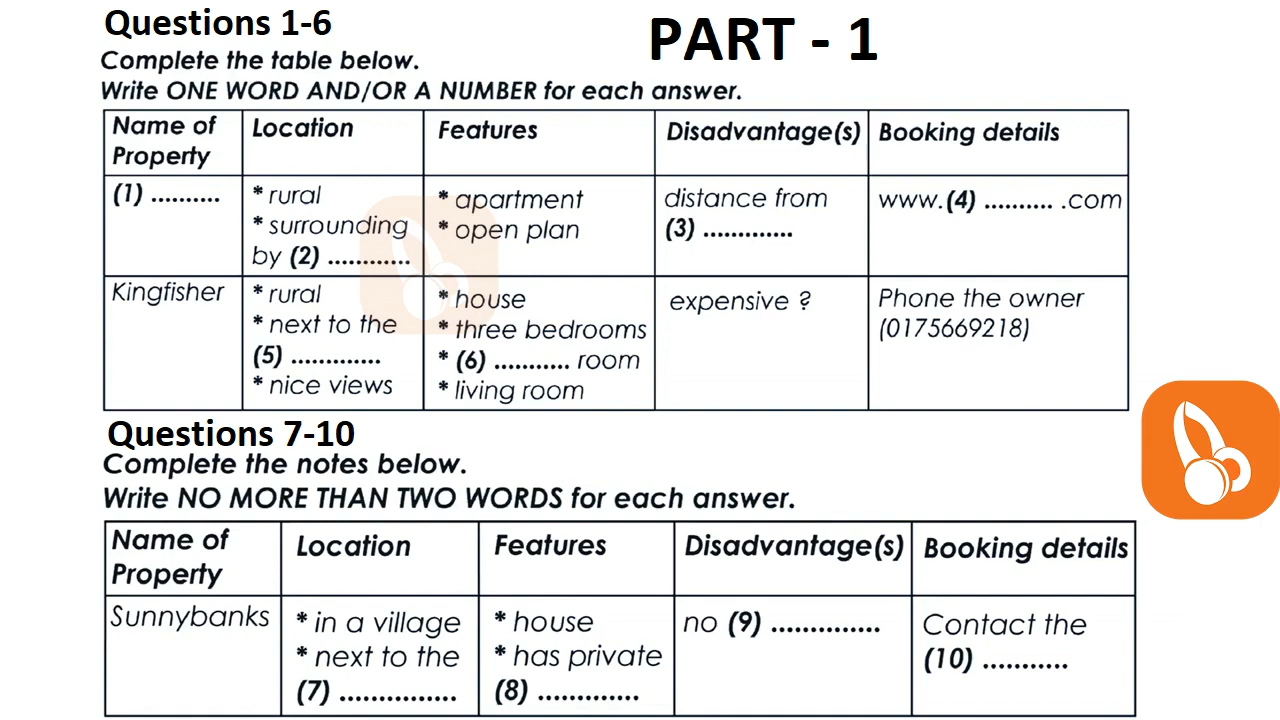 Questions 1-6
PART - 1
Complete the table below.
Write ONE WORD AND/OR A NUMBER for each answer.
Name of Property
Location
Features
Disadvantage(s)
Booking details
(1) ..........
* rural
* surrounding
by (2) ............
* apartment
* open plan
distance from
(3) .............
www.(4) .......... .com
Kingfisher
* rural
* next to the
(5) .............
* nice views
* house
* three bedrooms
* (6) ........... room
* living room
expensive ?
Phone the owner
(0175669218)
Questions 7-10
Complete the notes below.
Write NO MORE THAN TWO WORDS for each answer.
Name of Property
Location
Features
Disadvantage(s)
Booking details
Sunnybanks
* in a village
* next to the
(7) ...............
* house
* has private
(8) .............
no (9) ..............
Contact the
(10) ...........